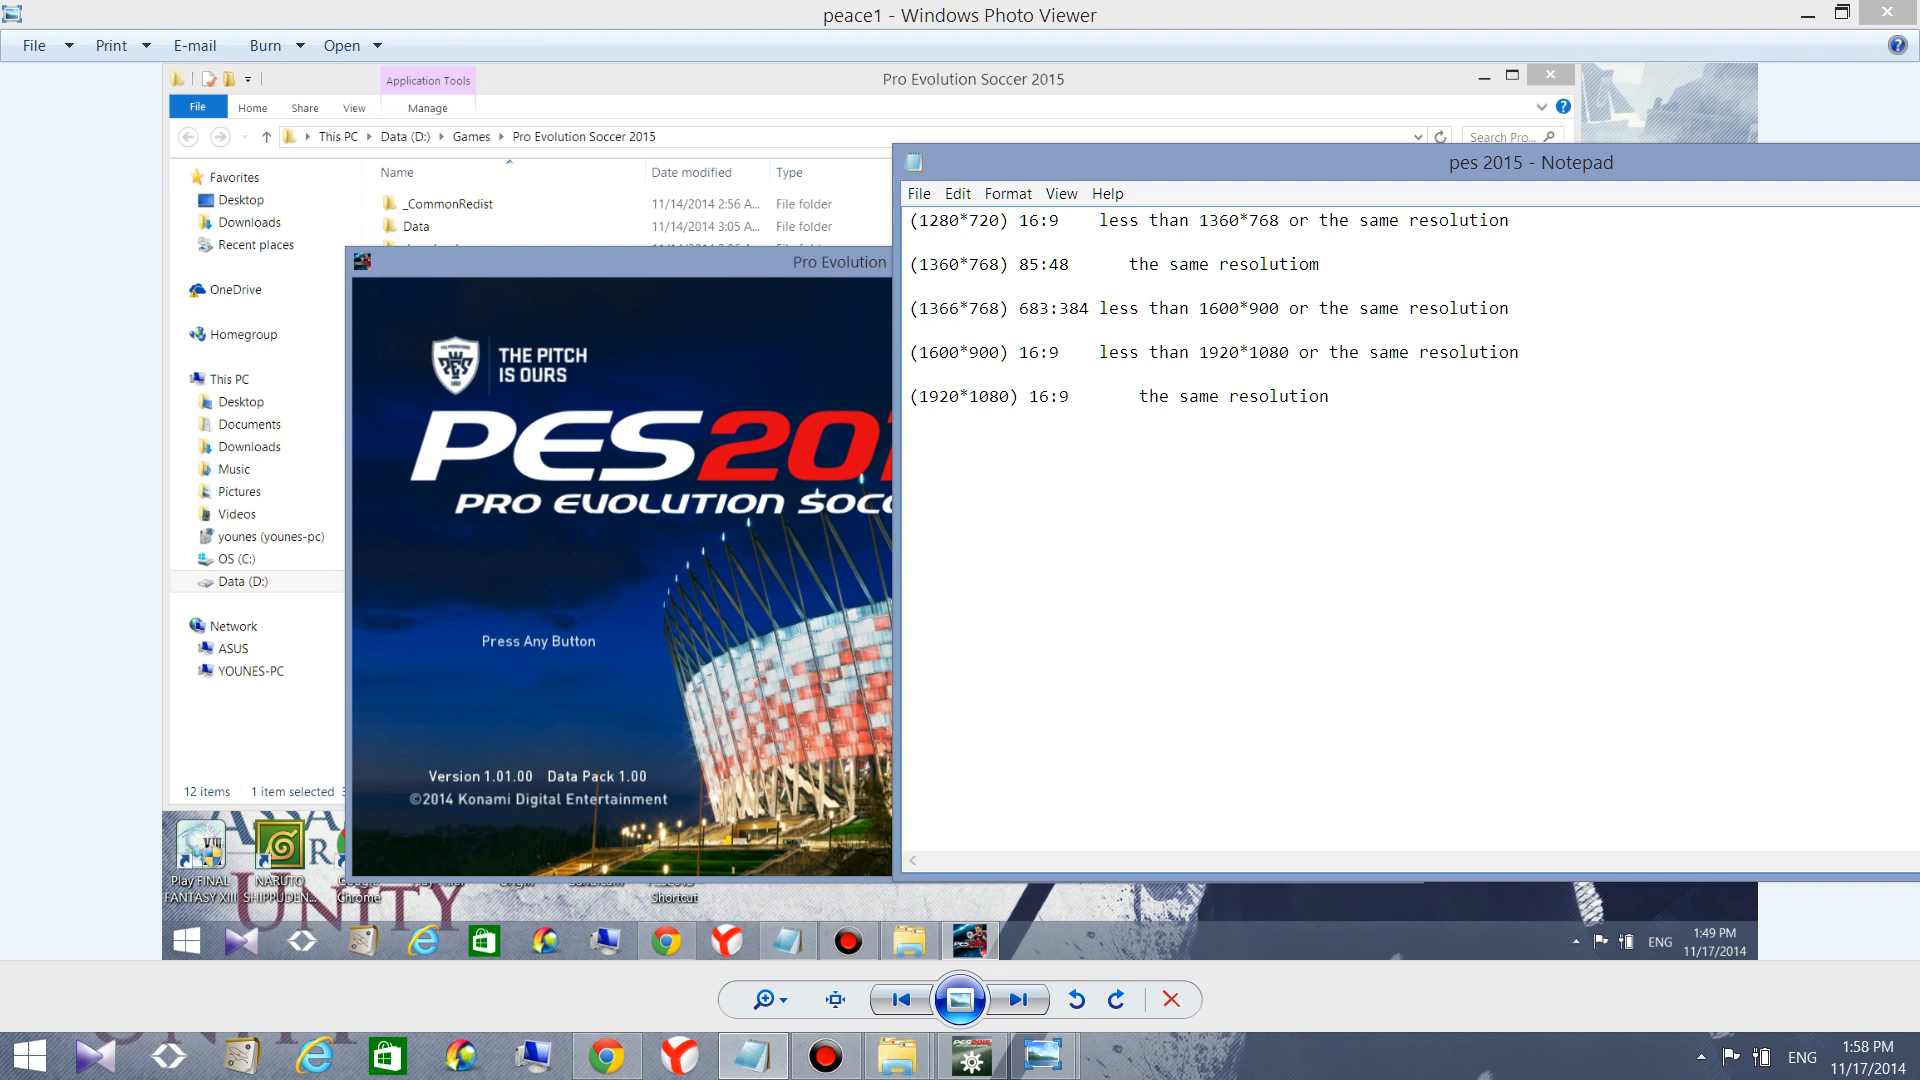 peace1 - Windows Photo Viewer
File Print E-mail Burn Open
Application Tools
Pro Evolution Soccer 2015
File Home Share View Manage
This PC Data (D:) Games Pro Evolution Soccer 2015
Search Pro...
Name Date modified Type
_CommonRedist 11/14/2014 2:56 A... File folder
Data 11/14/2014 3:05 A... File folder
Favorites
Desktop
Downloads
Recent places
OneDrive
Homegroup
This PC
Desktop
Documents
Downloads
Music
Pictures
Videos
younes (younes-pc)
OS (C:)
Data (D:)
Network
ASUS
YOUNES-PC
12 items 1 item selected
Pro Evolution
THE PITCH
IS OURS
PES20
PRO EVOLUTION SOCC
Press Any Button
Version 1.01.00 Data Pack 1.00
©2014 Konami Digital Entertainment
pes 2015 - Notepad
File Edit Format View Help
(1280*720) 16:9 less than 1360*768 or the same resolution
(1360*768) 85:48 the same resolutiom
(1366*768) 683:384 less than 1600*900 or the same resolution
(1600*900) 16:9 less than 1920*1080 or the same resolution
(1920*1080) 16:9 the same resolution
Play FINAL
FANTASY XIII
NARUTO
SHIPPUDEN...
Google
Chrome
Shortcut
UNITY
ENG
1:49 PM
11/17/2014
ENG
1:58 PM
11/17/2014